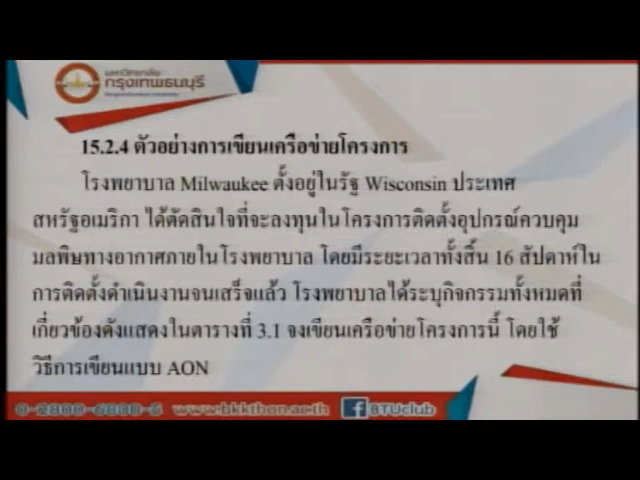 มหาวิทยาลัย
กรุงเทพธนบุรี
15.2.4 ตัวอย่างการเขียนเครือข่ายโครงการ
โรงพยาบาล Milwaukee ตั้งอยู่ในรัฐ Wisconsin ประเทศ
สหรัฐอเมริกา ได้ตัดสินใจที่จะลงทุนในโครงการติดตั้งอุปกรณ์ควบคุม
มลพิษทางอากาศภายในโรงพยาบาล โดยมีระยะเวลาทั้งสิ้น 16 สัปดาห์ใน
การติดตั้งดำเนินงานจนเสร็จแล้ว โรงพยาบาลได้ระบุกิจกรรมทั้งหมดที่
เกี่ยวข้องดังแสดงในตารางที่ 3.1 จงเขียนเครือข่ายโครงการนี้ โดยใช้
วิธีการเขียนแบบ AON
0-2800-6800-5 www.bkkthon.ac.th BTUclub